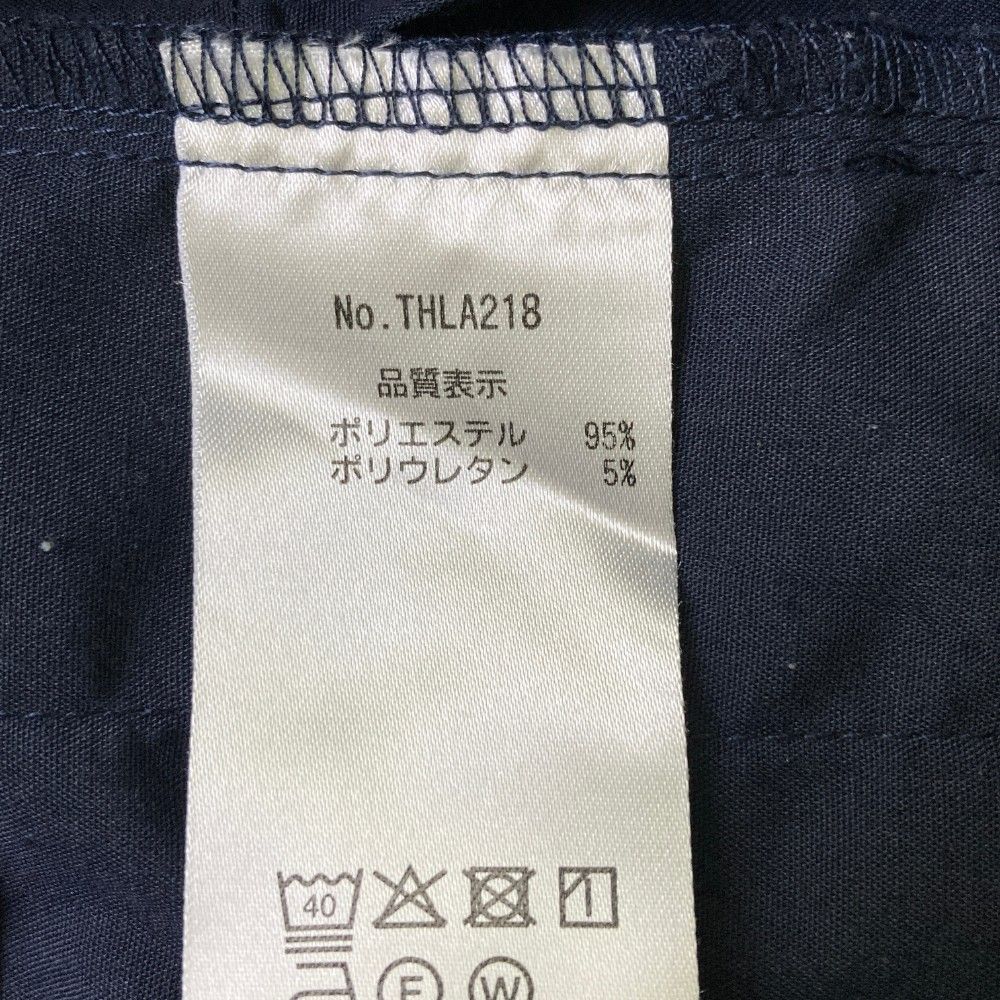 No.THLA218
品質表示
ポリエステル 95%
ポリウレタン 5%
40
F W